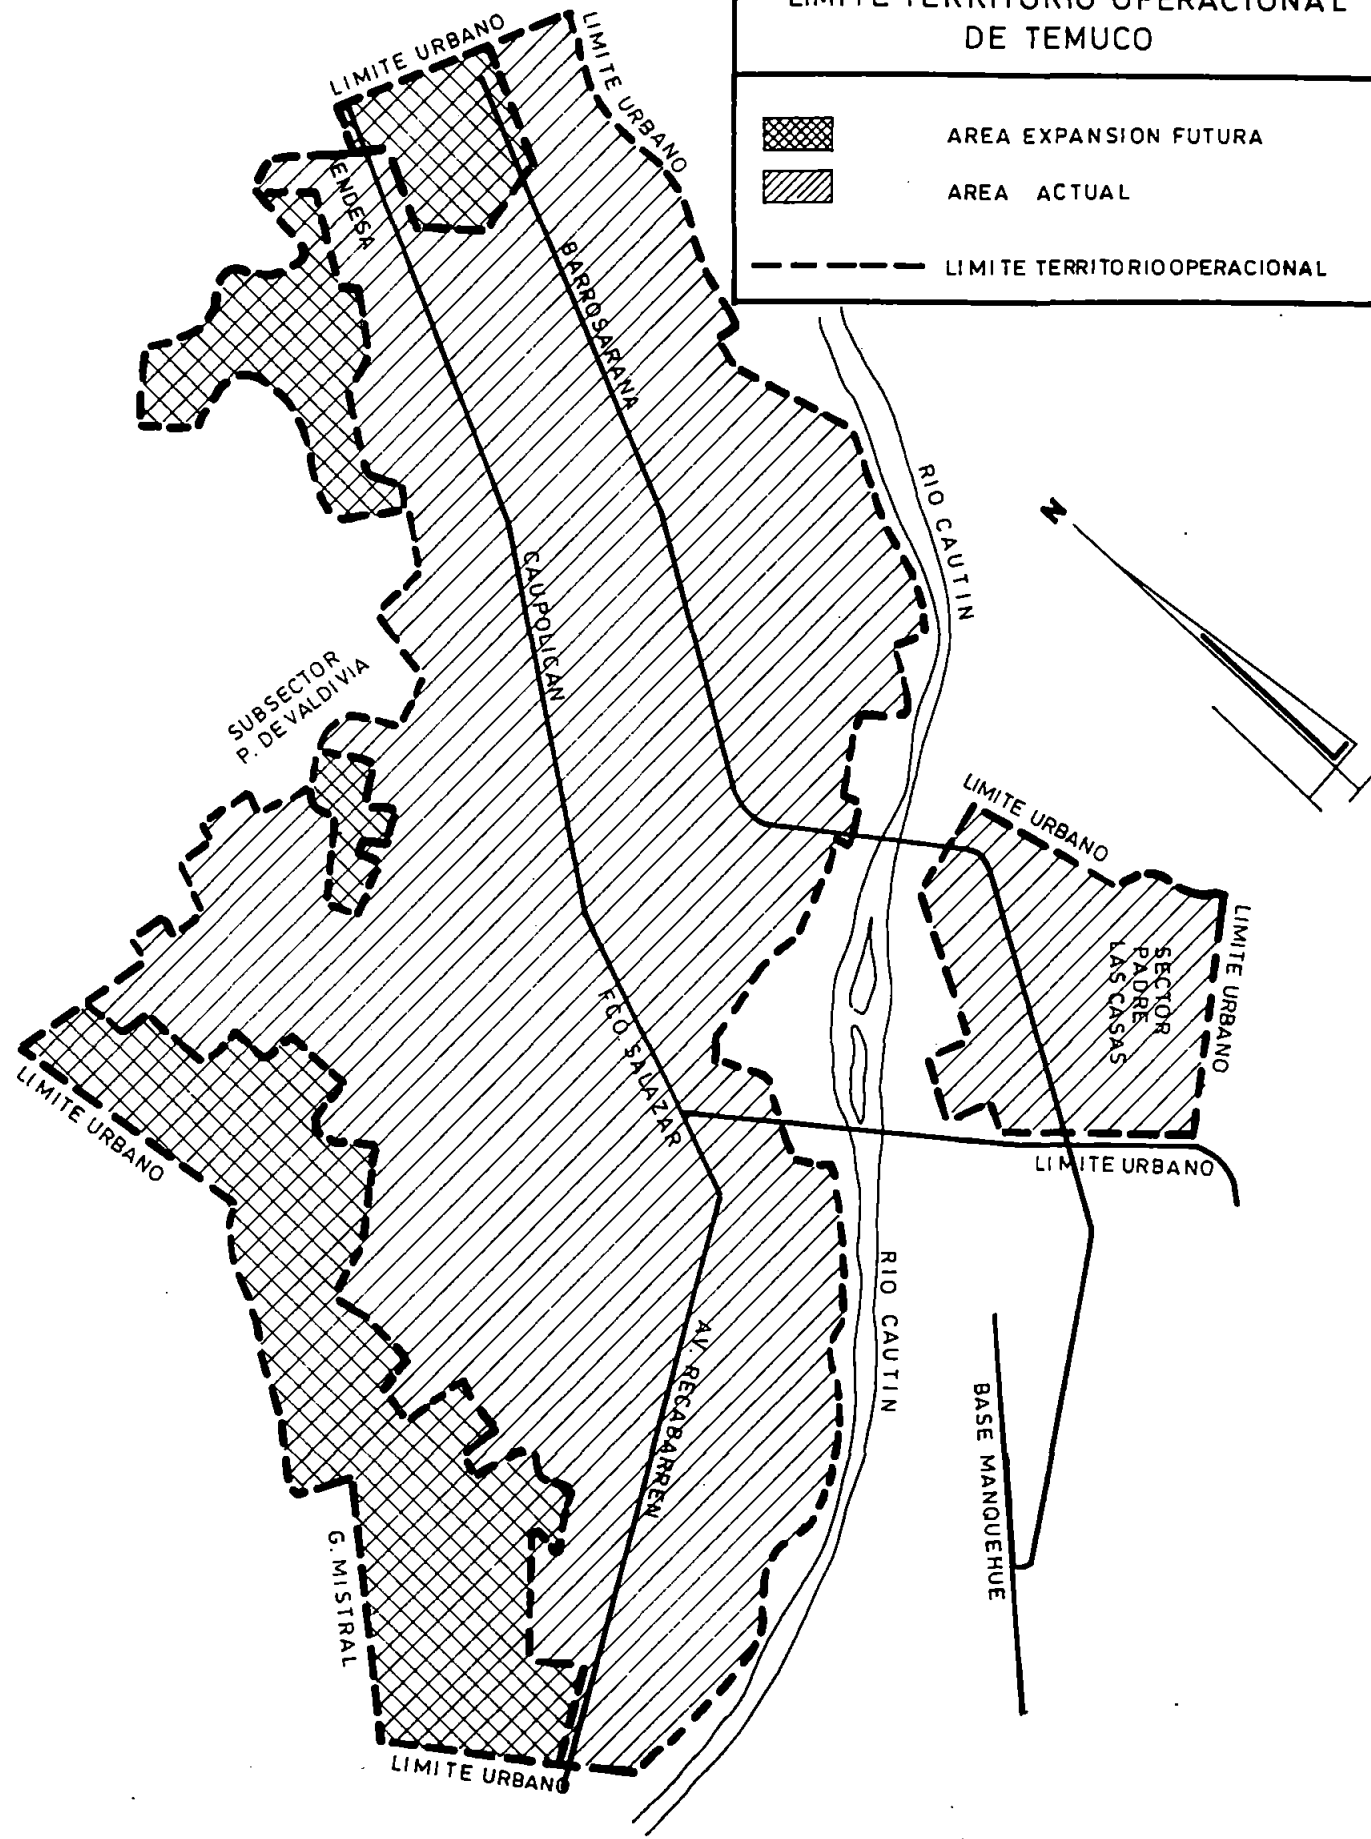 LIMITE TERRITORIO OPERACIONAL
DE TEMUCO
AREA EXPANSION FUTURA
AREA ACTUAL
LIMITE TERRITORIO OPERACIONAL
LIMITE URBANO
LIMITE URBANO
ENDESA
BARROS ARANA
RIO CAUTIN
N
CAUPOLICAN
SUBSECTOR
P. DE VALDIVIA
LIMITE URBANO
LIMITE URBANO
SECTOR
PADRE
LAS CASAS
FCO. SALAZAR
LIMITE URBANO
LIMITE URBANO
RIO CAUTIN
AV. RECABARREN
BASE MANQUEHUE
G. MISTRAL
LIMITE URBANO